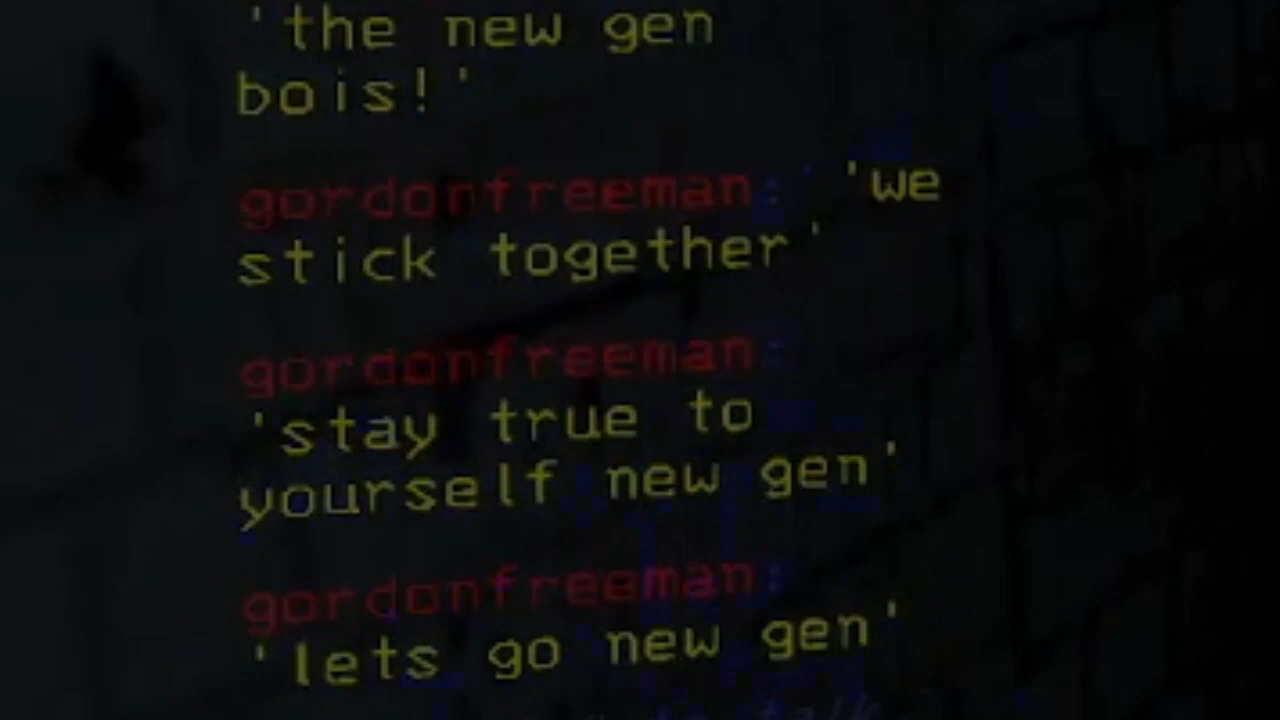 'the new gen
bois!'
gordonfreeman: 'we
stick together'
gordonfreeman:
'stay true to
yourself new gen'
gordonfreeman:
'lets go new gen'
talk